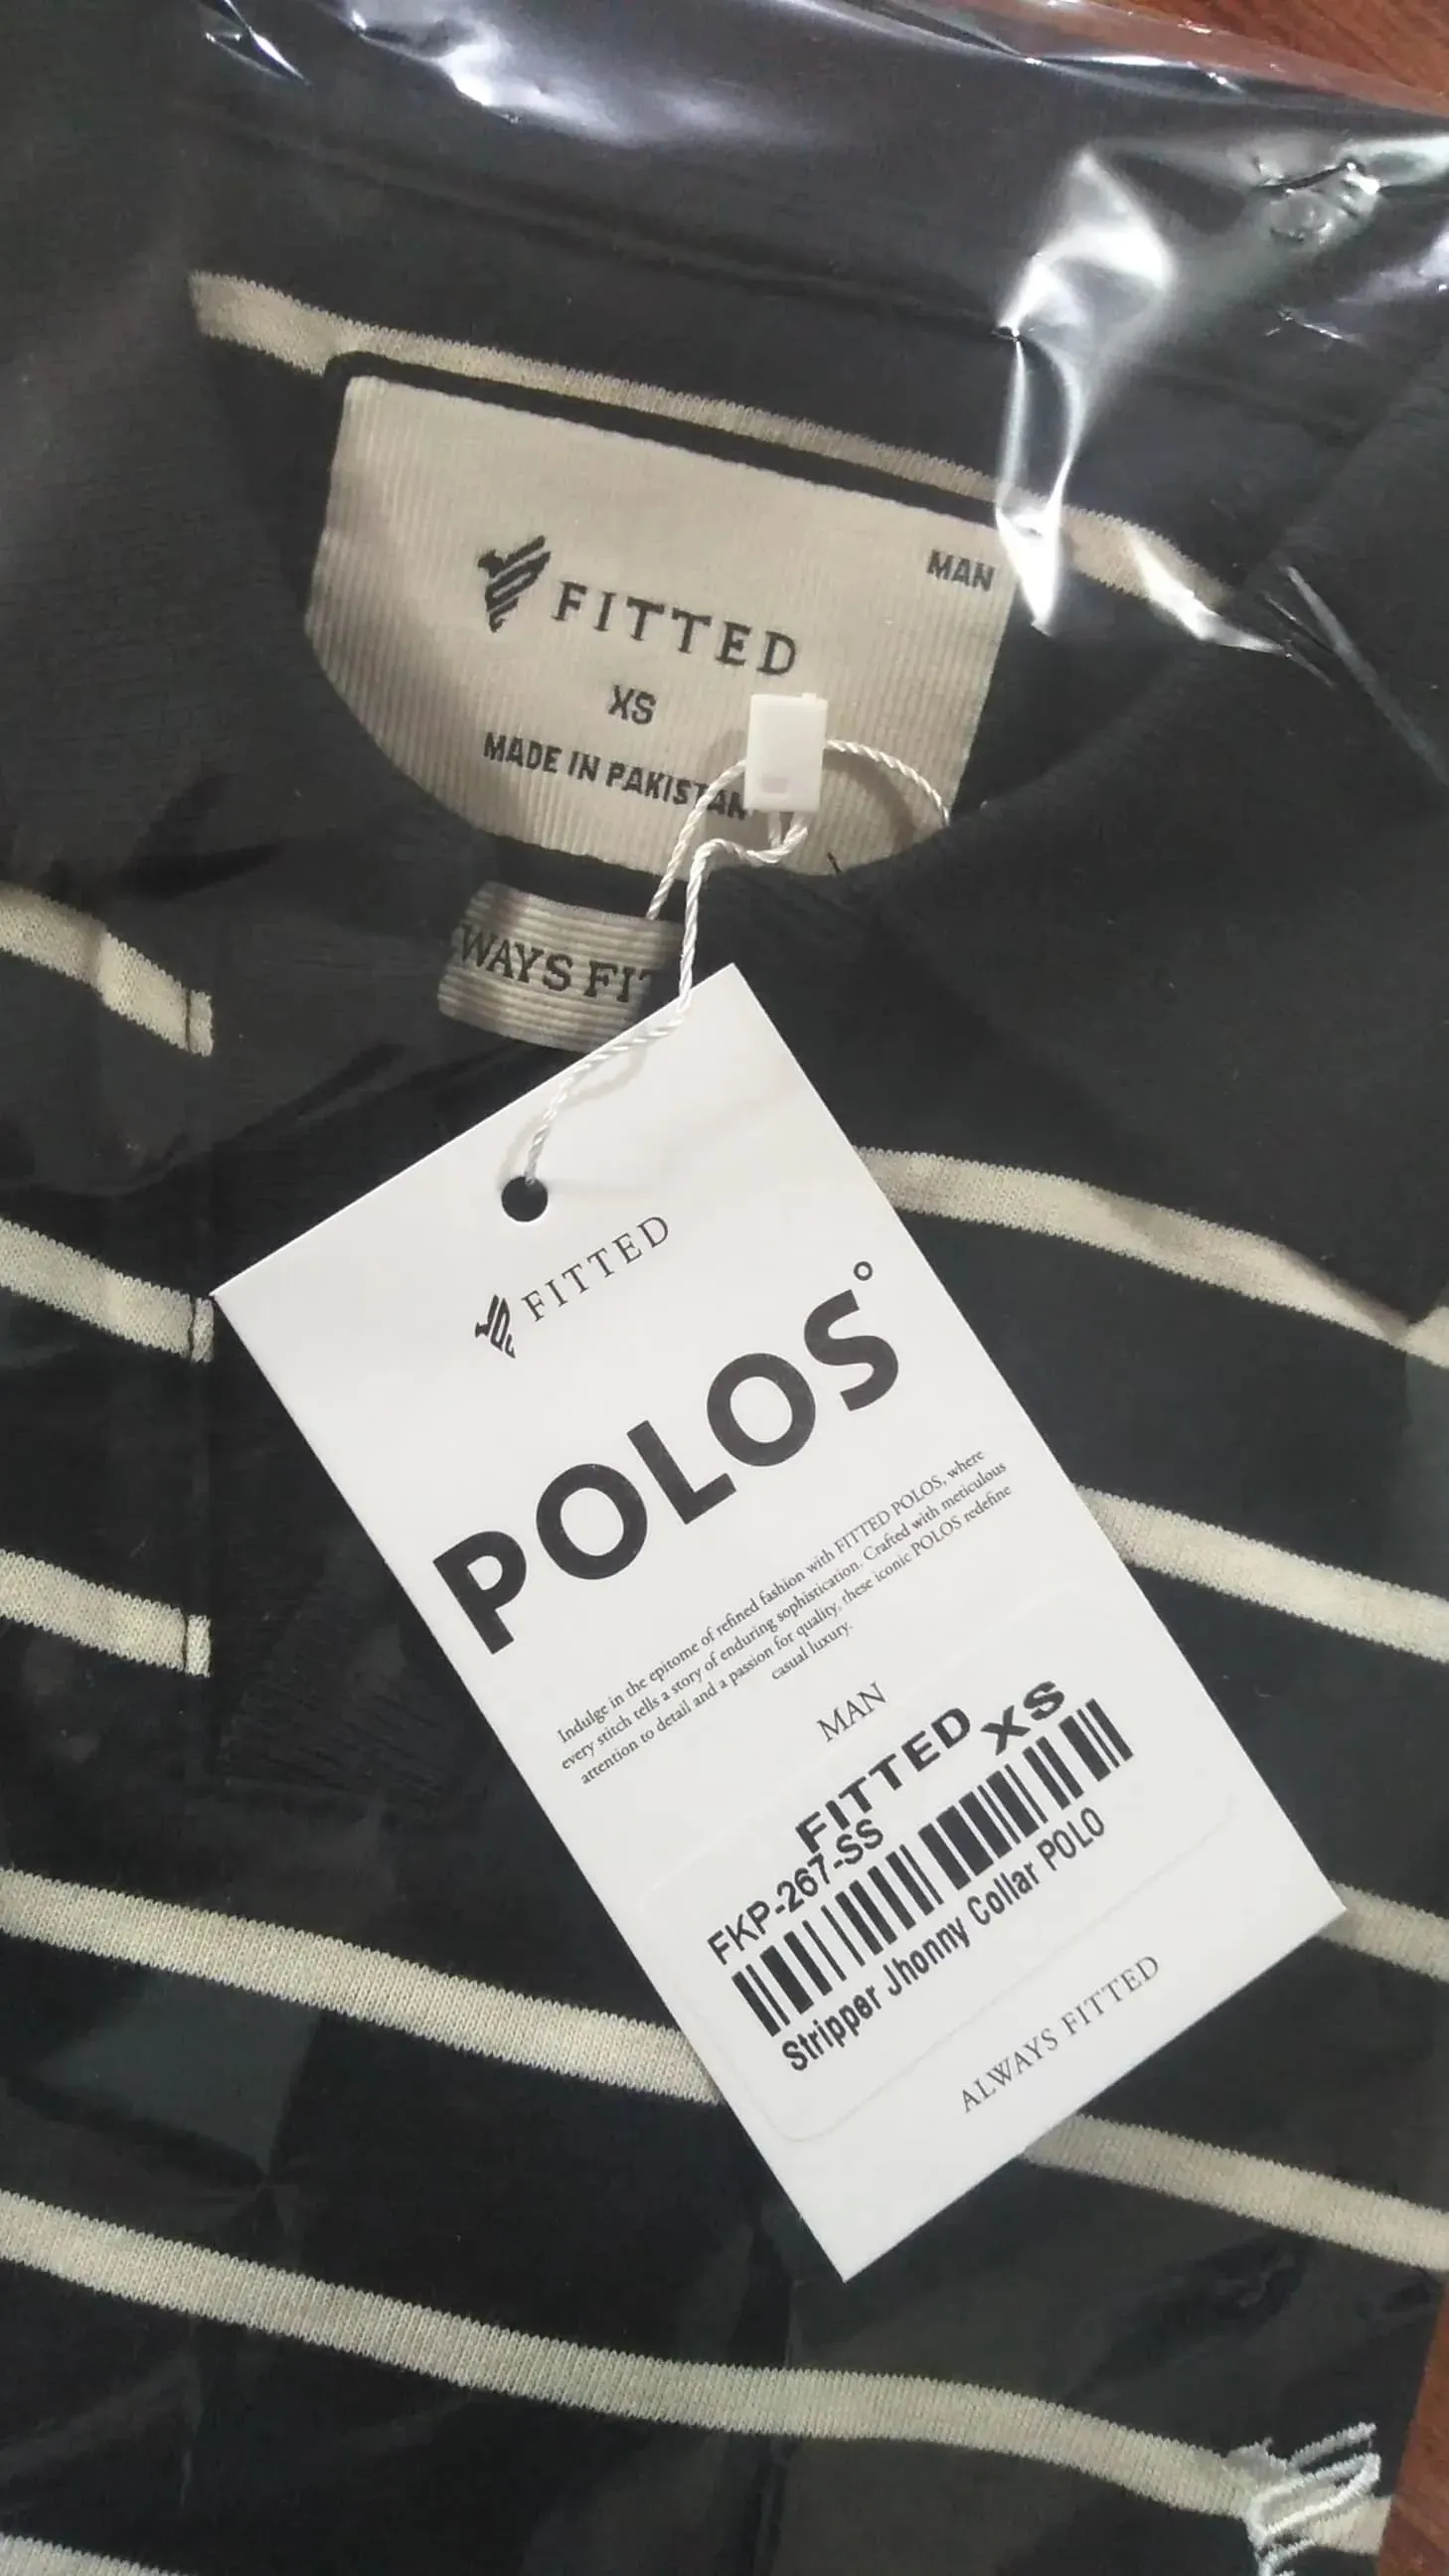 MAN
FITTED
XS
MADE IN PAKISTAN
WAYS FIT
FITTED
POLOS°
Indulge in the epitome of refined fashion with FITTED POLOS, where
every stitch tells a story of enduring sophistication. Crafted with meticulous
attention to detail and a passion for quality, these iconic POLOS redefine
casual luxury.
MAN
FITTED XS
FKP-267-SS
Stripper Jhonny Collar POLO
ALWAYS FITTED